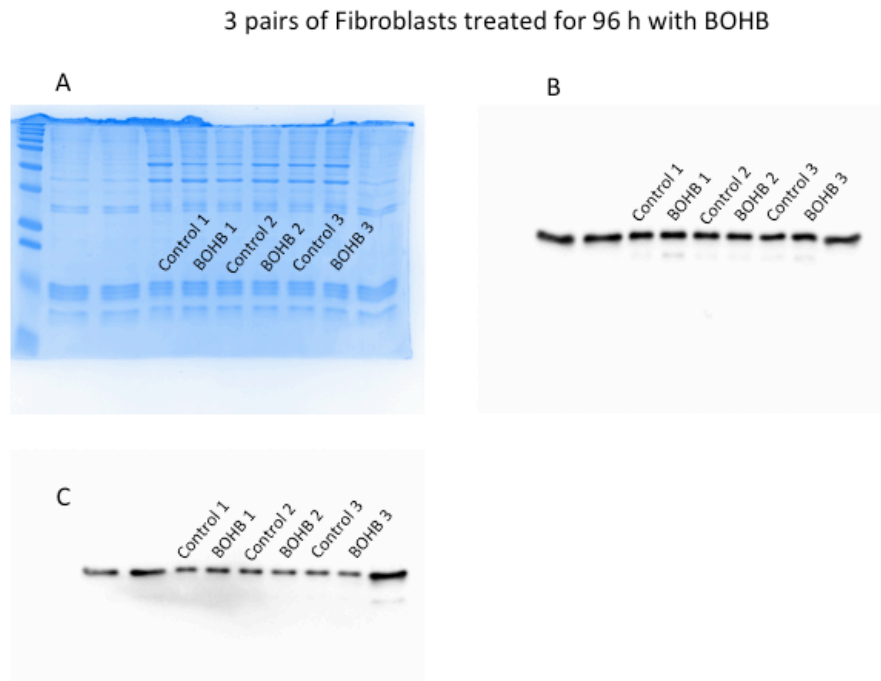 3 pairs of Fibroblasts treated for 96 h with BOHB
A
Control 1
BOHB 1
Control 2
BOHB 2
Control 3
BOHB 3
B
Control 1
BOHB 1
Control 2
BOHB 2
Control 3
BOHB 3
C
Control 1
BOHB 1
Control 2
BOHB 2
Control 3
BOHB 3